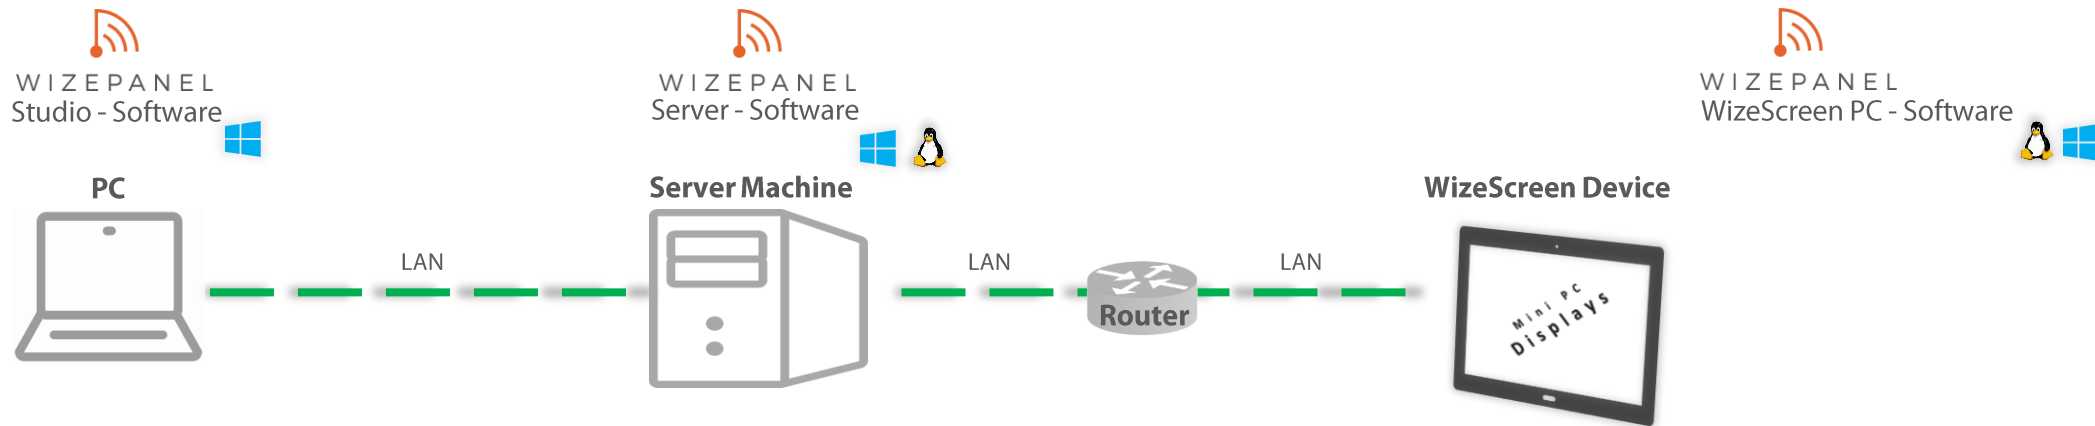 WIZEPANEL
Studio - Software
PC
LAN
WIZEPANEL
Server - Software
Server Machine
LAN
Router
LAN
WIZEPANEL
WizeScreen PC - Software
WizeScreen Device
Mini PC
Displays